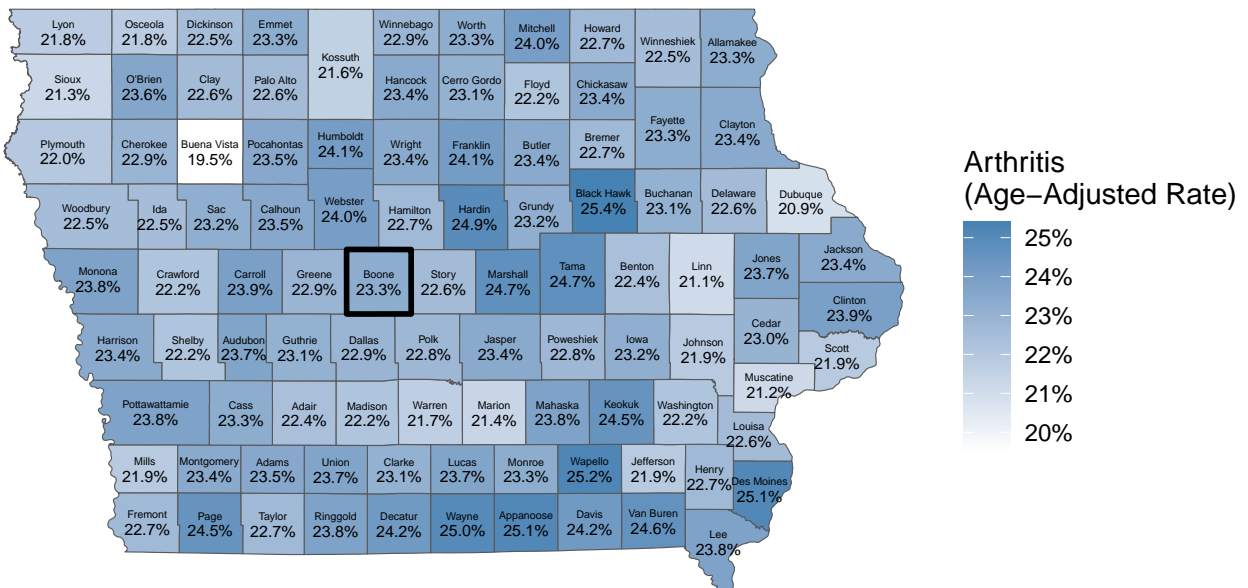 Lyon
21.8%
Osceola
21.8%
Dickinson
22.5%
Emmet
23.3%
Kossuth
21.6%
Winnebago
22.9%
Worth
23.3%
Mitchell
24.0%
Howard
22.7%
Winneshiek
22.5%
Allamakee
23.3%
Sioux
21.3%
O'Brien
23.6%
Clay
22.6%
Palo Alto
22.6%
Hancock
23.4%
Cerro Gordo
23.1%
Floyd
22.2%
Chickasaw
23.4%
Fayette
23.3%
Clayton
23.4%
Plymouth
22.0%
Cherokee
22.9%
Buena Vista
19.5%
Pocahontas
23.5%
Humboldt
24.1%
Wright
23.4%
Franklin
24.1%
Butler
23.4%
Bremer
22.7%
Woodbury
22.5%
Ida
22.5%
Sac
23.2%
Calhoun
23.5%
Webster
24.0%
Hamilton
22.7%
Hardin
24.9%
Grundy
23.2%
Black Hawk
25.4%
Buchanan
23.1%
Delaware
22.6%
Dubuque
20.9%
Monona
23.8%
Crawford
22.2%
Carroll
23.9%
Greene
22.9%
Boone
23.3%
Story
22.6%
Marshall
24.7%
Tama
24.7%
Benton
22.4%
Linn
21.1%
Jones
23.7%
Jackson
23.4%
Clinton
23.9%
Harrison
23.4%
Shelby
22.2%
Audubon
23.7%
Guthrie
23.1%
Dallas
22.9%
Polk
22.8%
Jasper
23.4%
Poweshiek
22.8%
Iowa
23.2%
Johnson
21.9%
Cedar
23.0%
Scott
21.9%
Muscatine
21.2%
Pottawattamie
23.8%
Cass
23.3%
Adair
22.4%
Madison
22.2%
Warren
21.7%
Marion
21.4%
Mahaska
23.8%
Keokuk
24.5%
Washington
22.2%
Louisa
22.6%
Mills
21.9%
Montgomery
23.4%
Adams
23.5%
Union
23.7%
Clarke
23.1%
Lucas
23.7%
Monroe
23.3%
Wapello
25.2%
Jefferson
21.9%
Henry
22.7%
Des Moines
25.1%
Fremont
22.7%
Page
24.5%
Taylor
22.7%
Ringgold
23.8%
Decatur
24.2%
Wayne
25.0%
Appanoose
25.1%
Davis
24.2%
Van Buren
24.6%
Lee
23.8%
Arthritis
(Age−Adjusted Rate)
25%
24%
23%
22%
21%
20%